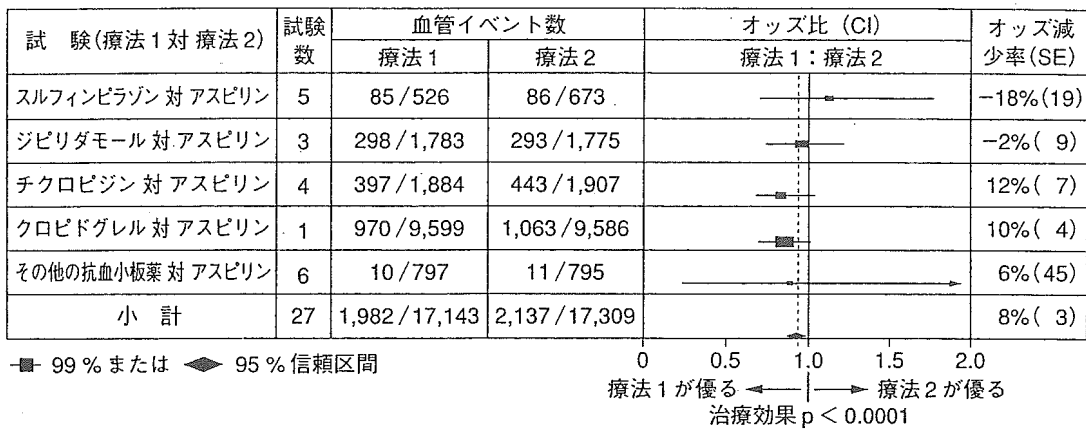 試 験(療法1対 療法2) 試験数 血管イベント数 オッズ比 (CI) オッズ減少率(SE)
療法1 療法2 療法1：療法2
スルフィンピラゾン 対 アスピリン 5 85/526 86/673 −18%(19)
ジピリダモール 対 アスピリン 3 298/1,783 293/1,775 −2%( 9)
チクロピジン 対 アスピリン 4 397/1,884 443/1,907 12%( 7)
クロピドグレル 対 アスピリン 1 970/9,599 1,063/9,586 10%( 4)
その他の抗血小板薬 対 アスピリン 6 10/797 11/795 6%(45)
小 計 27 1,982/17,143 2,137/17,309 8%( 3)
99 % または 95 % 信頼区間
0 0.5 1.0 1.5 2.0
療法1が優る 療法2が優る
治療効果 p < 0.0001